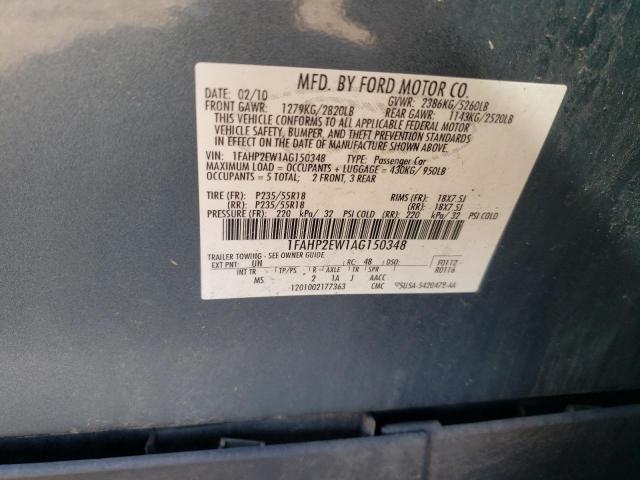 MFD. BY FORD MOTOR CO.
DATE: 02/10 GVWR: 2386KG/5260LB
FRONT GAWR: 1279KG/2820LB REAR GAWR: 1143KG/2520LB
THIS VEHICLE CONFORMS TO ALL APPLICABLE FEDERAL MOTOR
VEHICLE SAFETY, BUMPER, AND THEFT PREVENTION STANDARDS
IN EFFECT ON THE DATE OF MANUFACTURE SHOWN ABOVE.
VIN: 1FAHP2EW1AG150348 TYPE: Passenger Car
MAXIMUM LOAD = OCCUPANTS + LUGGAGE = 430KG/950LB
OCCUPANTS = 5 TOTAL: 2 FRONT, 3 REAR
TIRE (FR): P235/55R18 RIMS (FR): 18X7.5J
(RR): P235/55R18 (RR): 18X7.5J
PRESSURE (FR): 220 kPa/ 32 PSI COLD (RR): 220 kPa/ 32 PSI COLD
1FAHP2EW1AG150348
TRAILER TOWING - SEE OWNER GUIDE
EXT PNT: UN RC: 48 DSO: F0112
R0116
INT TR TP/PS R AXLE TR SPR
MS 2 1A J AACC
1201002177363 CMC